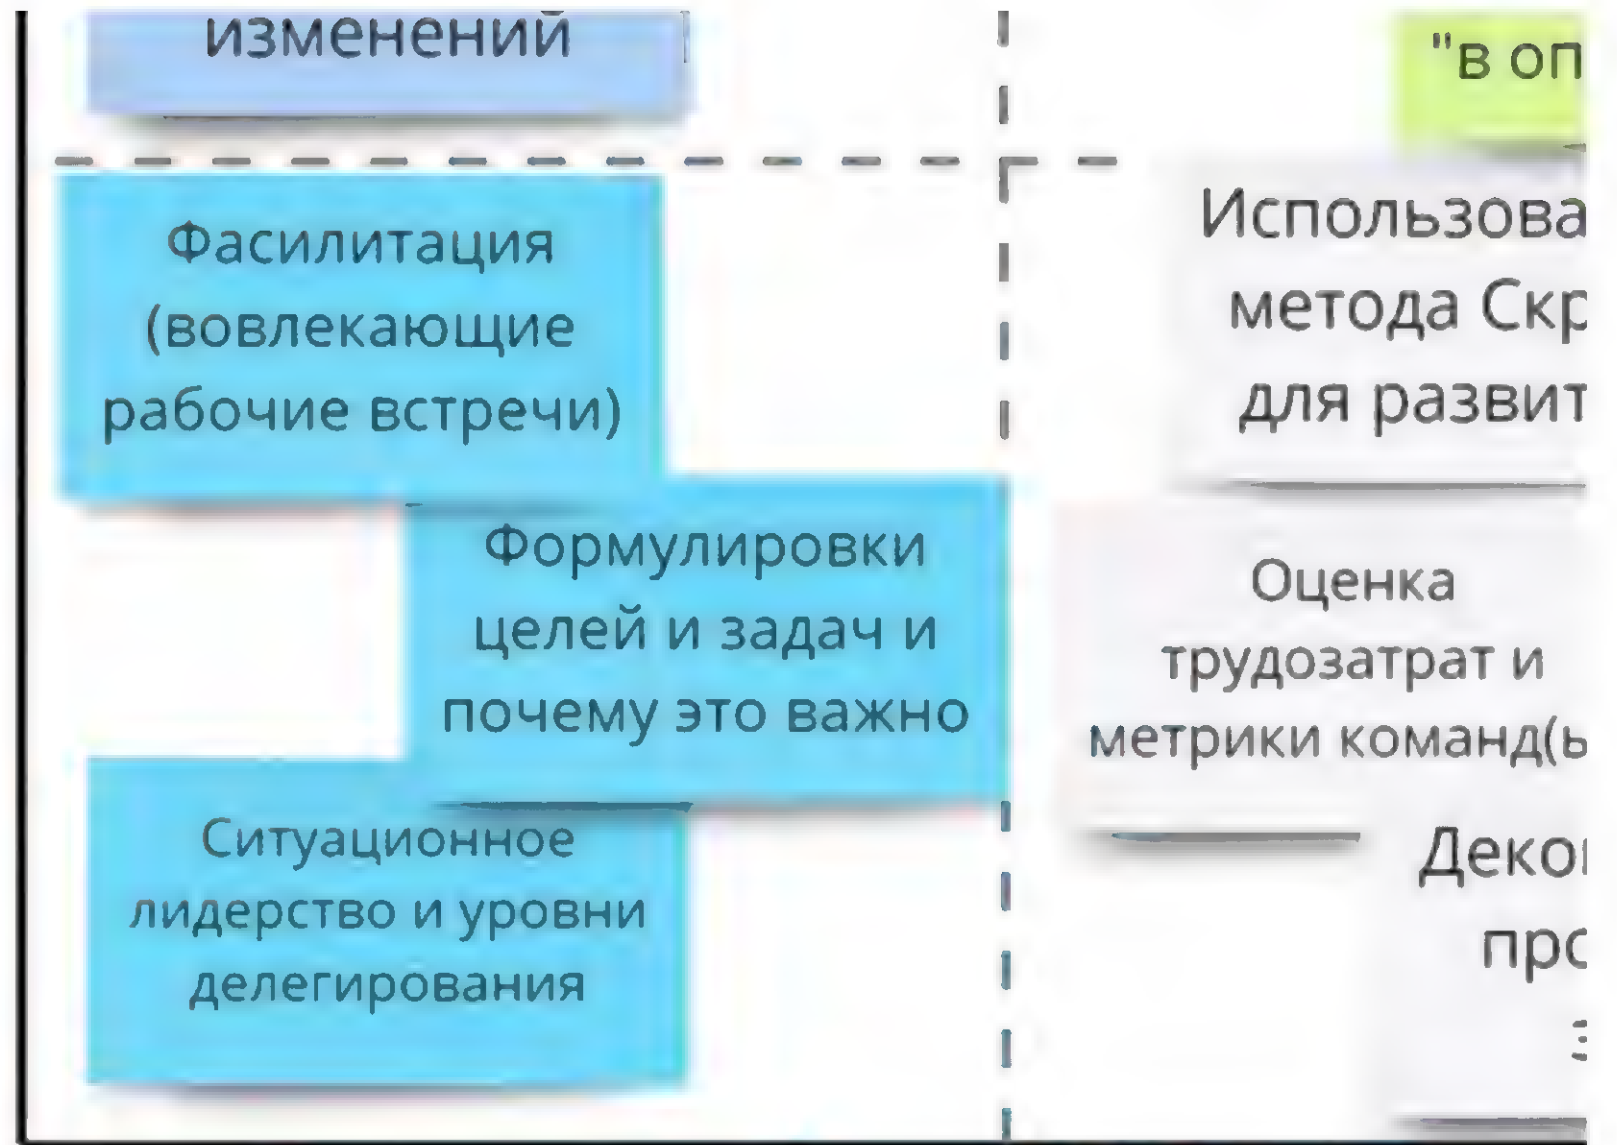 изменений
Фасилитация
(вовлекающие
рабочие встречи)
Формулировки
целей и задач и
почему это важно
Ситуационное
лидерство и уровни
делегирования
"в оп
Использова
метода Скр
для развит
Оценка
трудозатрат и
метрики команд(ы
Деко
про